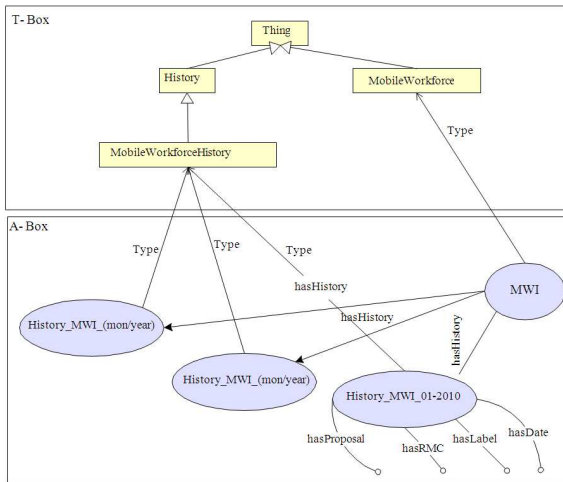 T- Box
Thing
History
MobileWorkforce
Type
MobileWorkforceHistory
A- Box
Type
Type
Type
hasHistory
MWI
hasHistory
hasHistory
History_MWI_(mon/year)
History_MWI_(mon/year)
History_MWI_01-2010
hasProposal
hasRMC
hasLabel
hasDate